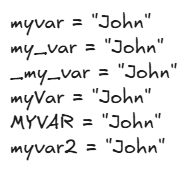 myvar = "John"
my_var = "John"
_my_var = "John"
myVar = "John"
MYVAR = "John"
myvar2 = "John"